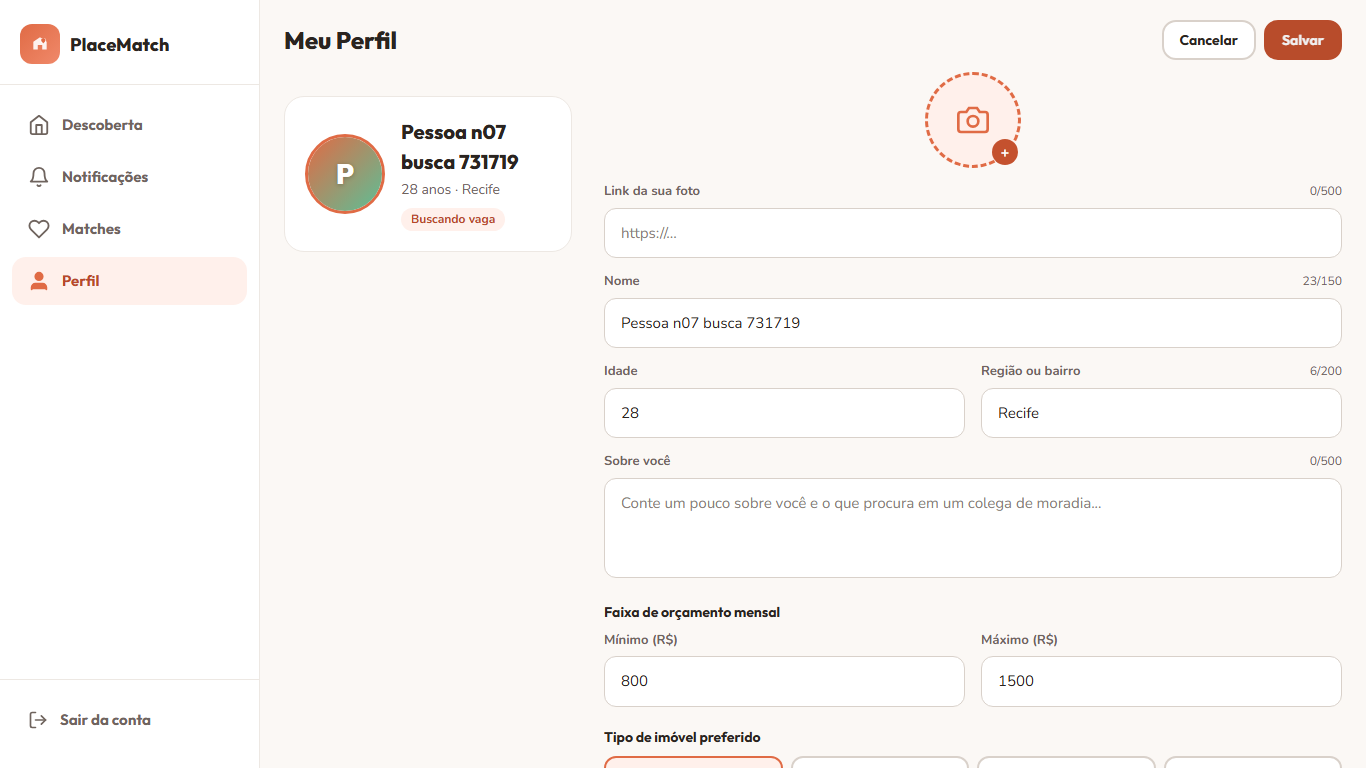 PlaceMatch
Descoberta
Notificações
Matches
Perfil
Sair da conta
Meu Perfil
Cancelar
Salvar
P
Pessoa n07
busca 731719
28 anos · Recife
Buscando vaga
+
Link da sua foto 0/500
https://...
Nome 23/150
Pessoa n07 busca 731719
Idade
28
Região ou bairro 6/200
Recife
Sobre você 0/500
Conte um pouco sobre você e o que procura em um colega de moradia...
Faixa de orçamento mensal
Mínimo (R$)
800
Máximo (R$)
1500
Tipo de imóvel preferido